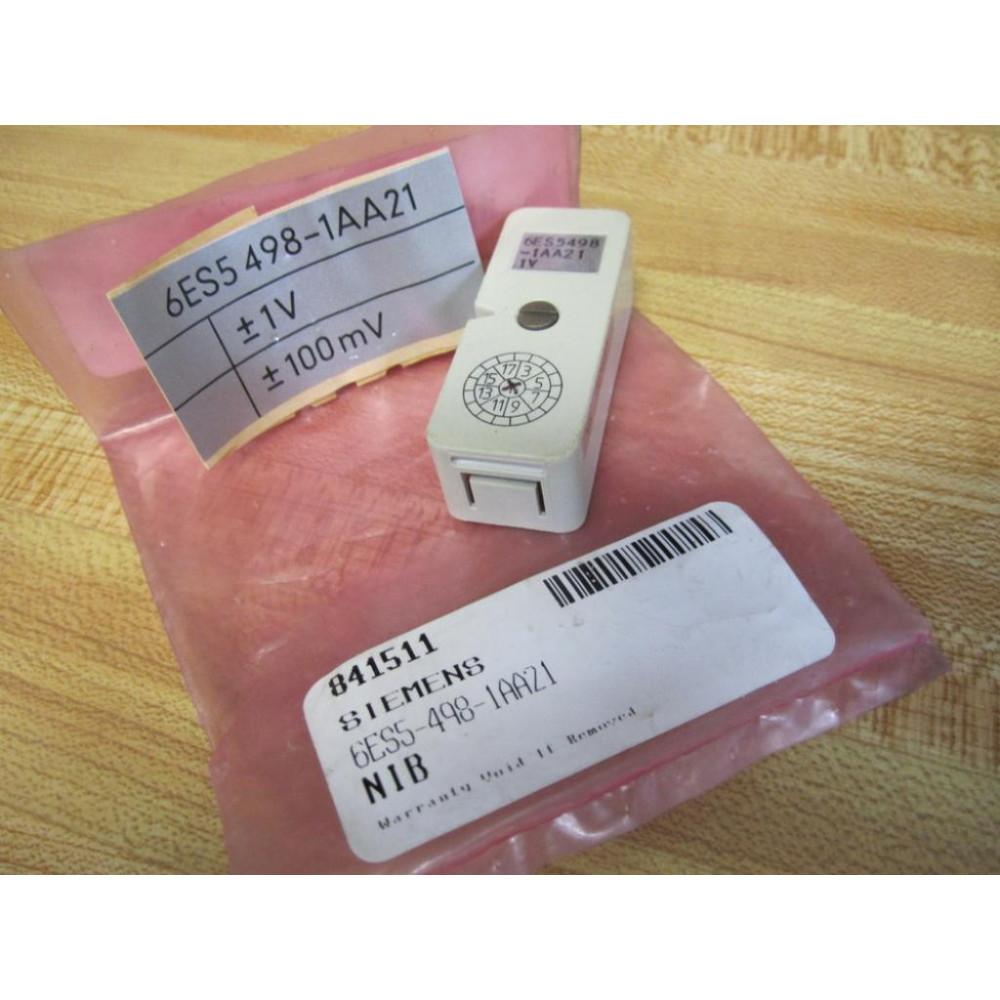 6ES5 498-1AA21
±1V
±100mV
6ES5498
-1AA21
1V
17 3
15 5
13 7
11 9
841511
SIEMENS
6ES5-498-1AA21
NIB
Warranty Void If Removed